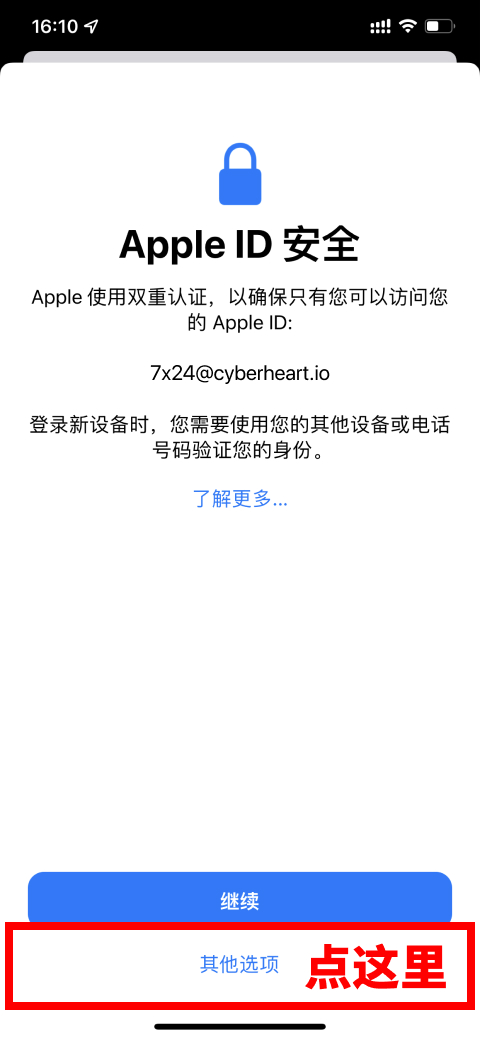 16:10
Apple ID 安全
Apple 使用双重认证，以确保只有您可以访问您
的 Apple ID:
7x24@cyberheart.io
登录新设备时，您需要使用您的其他设备或电话
号码验证您的身份。
了解更多...
继续
其他选项
点这里